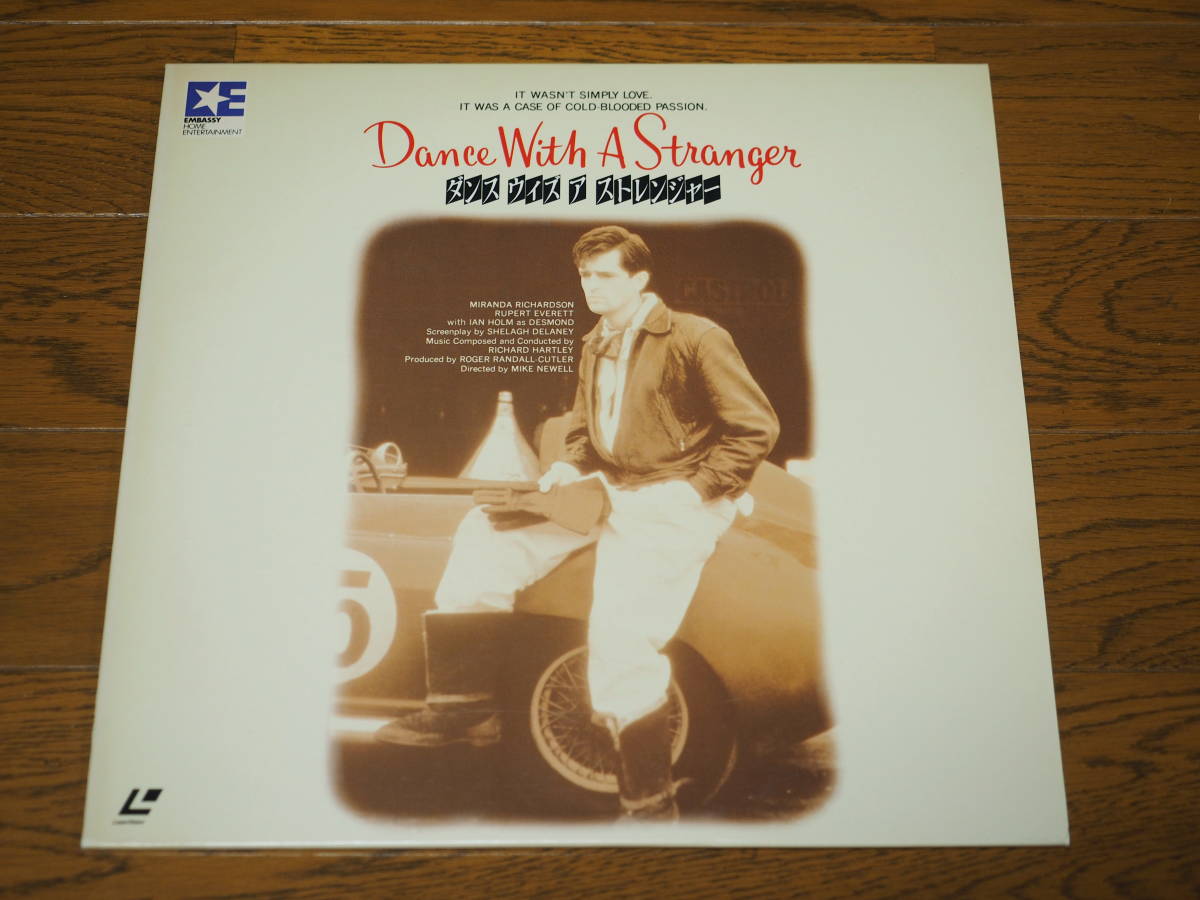 IT WASN'T SIMPLY LOVE.
IT WAS A CASE OF COLD-BLOODED PASSION.
EMBASSY
HOME
ENTERTAINMENT
Dance With A Stranger
ダンス ウィズ ア ストレンジャー
CASTROL
MIRANDA RICHARDSON
RUPERT EVERETT
with IAN HOLM as DESMOND
Screenplay by SHELAGH DELANEY
Music Composed and Conducted by
RICHARD HARTLEY
Produced by ROGER RANDALL-CUTLER
Directed by MIKE NEWELL
5
LaserVision